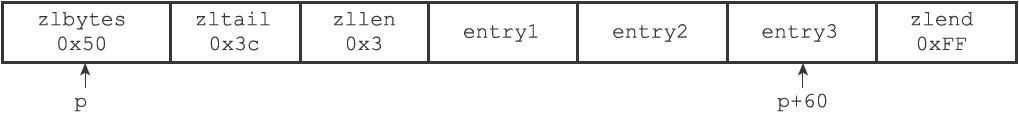 zlbytes
0x50
zltail
0x3c
zllen
0x3
entry1
entry2
entry3
zlend
0xFF
p
p+60